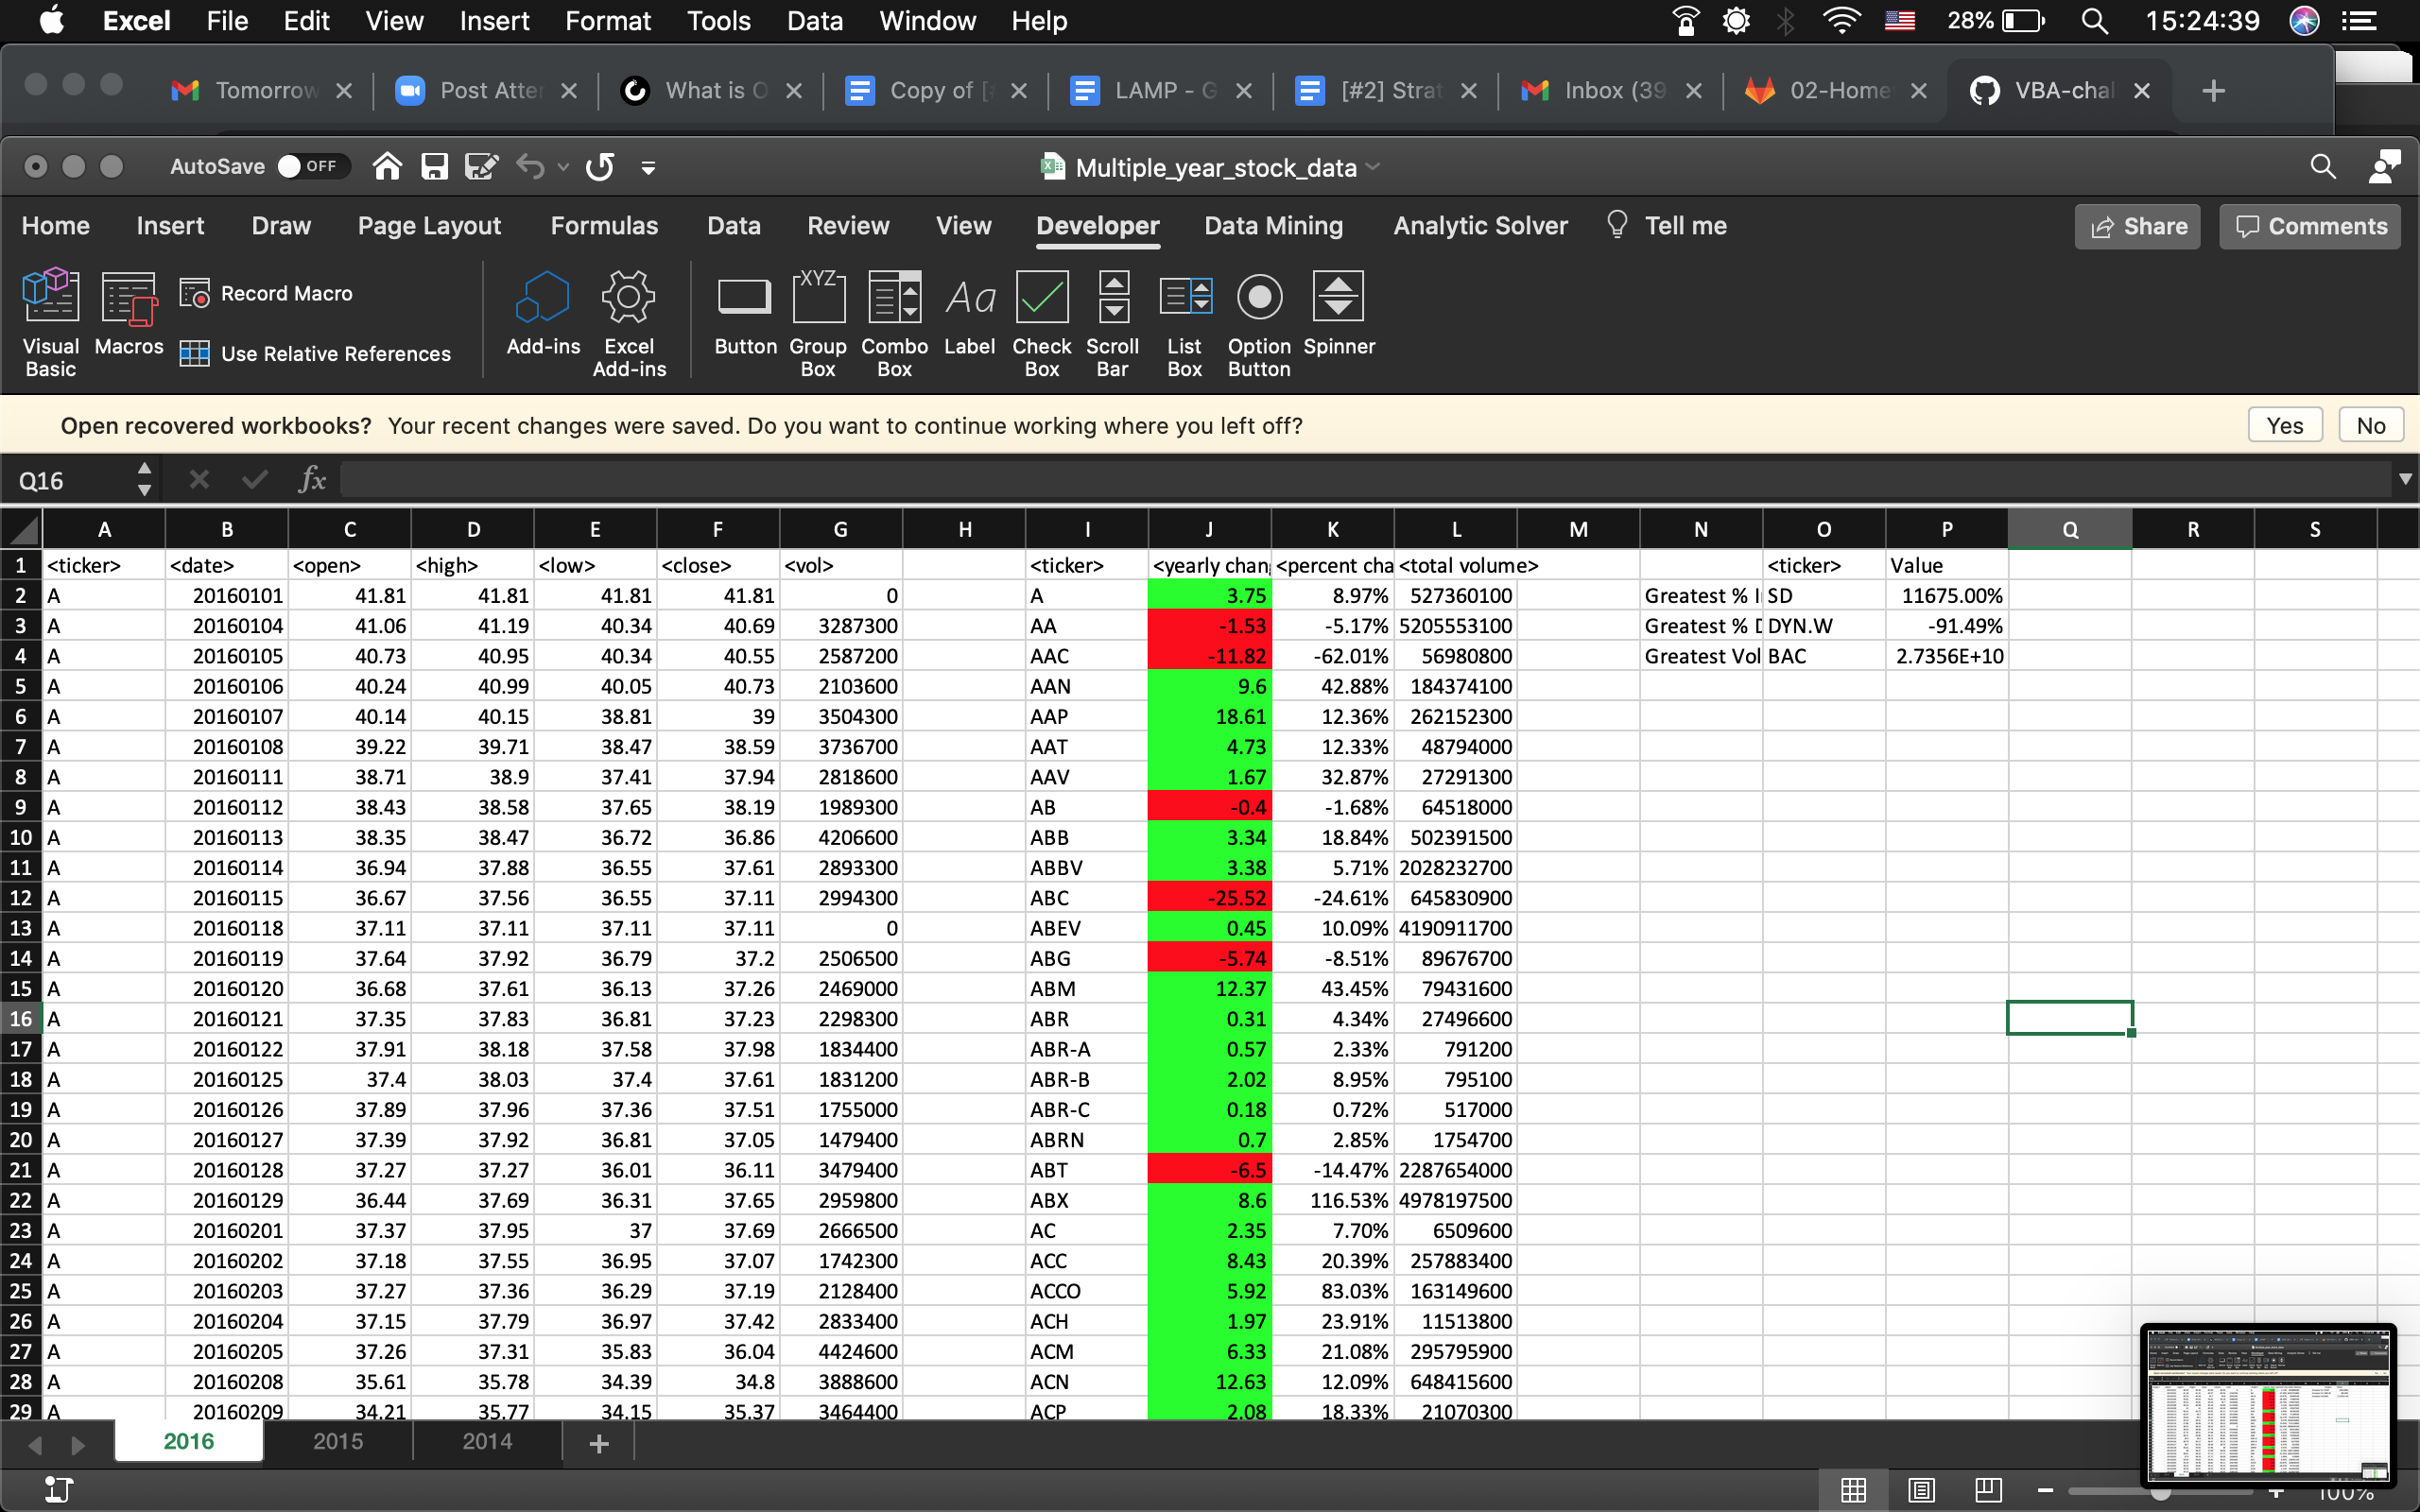 Excel File Edit View Insert Format Tools Data Window Help 28% 15:24:39
Tomorrow Post Atter What is O Copy of [ LAMP - G [#2] Strat Inbox (39 02-Home VBA-chal
AutoSave OFF Multiple_year_stock_data
Home Insert Draw Page Layout Formulas Data Review View Developer Data Mining Analytic Solver Tell me Share Comments
Visual Basic Macros Record Macro Use Relative References Add-ins Excel Add-ins Button XYZ Group Box Combo Box Aa Label Check Box Scroll Bar List Box Option Button Spinner
Open recovered workbooks? Your recent changes were saved. Do you want to continue working where you left off? Yes No
Q16 fx
A B C D E F G H I J K L M N O P Q R S
1 <ticker> <date> <open> <high> <low> <close> <vol> <ticker> <yearly chan <percent cha <total volume> <ticker> Value
2 A 20160101 41.81 41.81 41.81 41.81 0 A 3.75 8.97% 527360100 Greatest % I SD 11675.00%
3 A 20160104 41.06 41.19 40.34 40.69 3287300 AA -1.53 -5.17% 5205553100 Greatest % D DYN.W -91.49%
4 A 20160105 40.73 40.95 40.34 40.55 2587200 AAC -11.82 -62.01% 56980800 Greatest Vol BAC 2.7356E+10
5 A 20160106 40.24 40.99 40.05 40.73 2103600 AAN 9.6 42.88% 184374100
6 A 20160107 40.14 40.15 38.81 39 3504300 AAP 18.61 12.36% 262152300
7 A 20160108 39.22 39.71 38.47 38.59 3736700 AAT 4.73 12.33% 48794000
8 A 20160111 38.71 38.9 37.41 37.94 2818600 AAV 1.67 32.87% 27291300
9 A 20160112 38.43 38.58 37.65 38.19 1989300 AB -0.4 -1.68% 64518000
10 A 20160113 38.35 38.47 36.72 36.86 4206600 ABB 3.34 18.84% 502391500
11 A 20160114 36.94 37.88 36.55 37.61 2893300 ABBV 3.38 5.71% 2028232700
12 A 20160115 36.67 37.56 36.55 37.11 2994300 ABC -25.52 -24.61% 645830900
13 A 20160118 37.11 37.11 37.11 37.11 0 ABEV 0.45 10.09% 4190911700
14 A 20160119 37.64 37.92 36.79 37.2 2506500 ABG -5.74 -8.51% 89676700
15 A 20160120 36.68 37.61 36.13 37.26 2469000 ABM 12.37 43.45% 79431600
16 A 20160121 37.35 37.83 36.81 37.23 2298300 ABR 0.31 4.34% 27496600
17 A 20160122 37.91 38.18 37.58 37.98 1834400 ABR-A 0.57 2.33% 791200
18 A 20160125 37.4 38.03 37.4 37.61 1831200 ABR-B 2.02 8.95% 795100
19 A 20160126 37.89 37.96 37.36 37.51 1755000 ABR-C 0.18 0.72% 517000
20 A 20160127 37.39 37.92 36.81 37.05 1479400 ABRN 0.7 2.85% 1754700
21 A 20160128 37.27 37.27 36.01 36.11 3479400 ABT -6.5 -14.47% 2287654000
22 A 20160129 36.44 37.69 36.31 37.65 2959800 ABX 8.6 116.53% 4978197500
23 A 20160201 37.37 37.95 37 37.69 2666500 AC 2.35 7.70% 6509600
24 A 20160202 37.18 37.55 36.95 37.07 1742300 ACC 8.43 20.39% 257883400
25 A 20160203 37.27 37.36 36.29 37.19 2128400 ACCO 5.92 83.03% 163149600
26 A 20160204 37.15 37.79 36.97 37.42 2833400 ACH 1.97 23.91% 11513800
27 A 20160205 37.26 37.31 35.83 36.04 4424600 ACM 6.33 21.08% 295795900
28 A 20160208 35.61 35.78 34.39 34.8 3888600 ACN 12.63 12.09% 648415600
29 A 20160209 34.21 35.77 34.15 35.37 3464400 ACP 2.08 18.33% 21070300
2016 2015 2014
100%